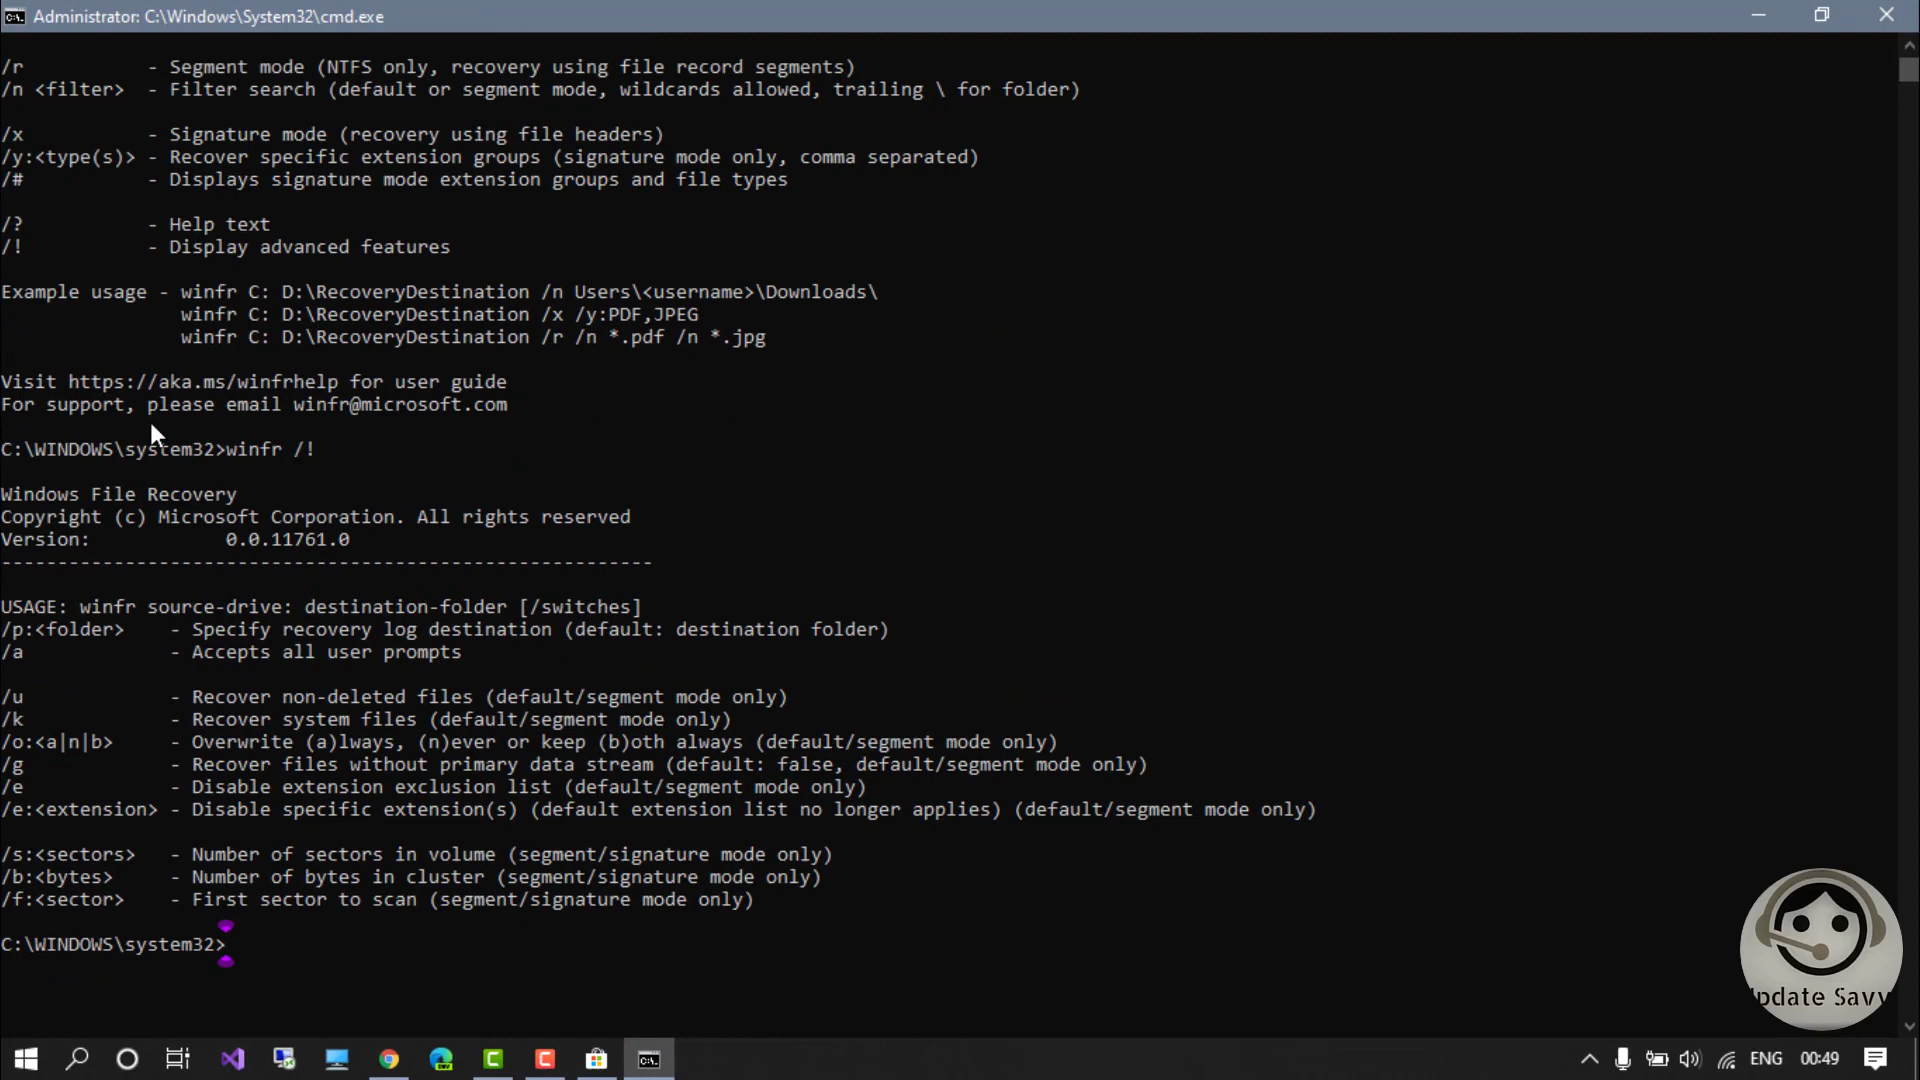 Administrator: C:\Windows\System32\cmd.exe
/r - Segment mode (NTFS only, recovery using file record segments)
/n <filter> - Filter search (default or segment mode, wildcards allowed, trailing \ for folder)
/x - Signature mode (recovery using file headers)
/y:<type(s)> - Recover specific extension groups (signature mode only, comma separated)
/# - Displays signature mode extension groups and file types
/? - Help text
/! - Display advanced features
Example usage - winfr C: D:\RecoveryDestination /n Users\<username>\Downloads\
winfr C: D:\RecoveryDestination /x /y:PDF,JPEG
winfr C: D:\RecoveryDestination /r /n *.pdf /n *.jpg
Visit https://aka.ms/winfrhelp for user guide
For support, please email winfr@microsoft.com
C:\WINDOWS\system32>winfr /!
Windows File Recovery
Copyright (c) Microsoft Corporation. All rights reserved
Version: 0.0.11761.0
----------------------------------------------------------
USAGE: winfr source-drive: destination-folder [/switches]
/p:<folder> - Specify recovery log destination (default: destination folder)
/a - Accepts all user prompts
/u - Recover non-deleted files (default/segment mode only)
/k - Recover system files (default/segment mode only)
/o:<a|n|b> - Overwrite (a)lways, (n)ever or keep (b)oth always (default/segment mode only)
/g - Recover files without primary data stream (default: false, default/segment mode only)
/e - Disable extension exclusion list (default/segment mode only)
/e:<extension> - Disable specific extension(s) (default extension list no longer applies) (default/segment mode only)
/s:<sectors> - Number of sectors in volume (segment/signature mode only)
/b:<bytes> - Number of bytes in cluster (segment/signature mode only)
/f:<sector> - First sector to scan (segment/signature mode only)
C:\WINDOWS\system32>
Update Savvy
ENG 00:49